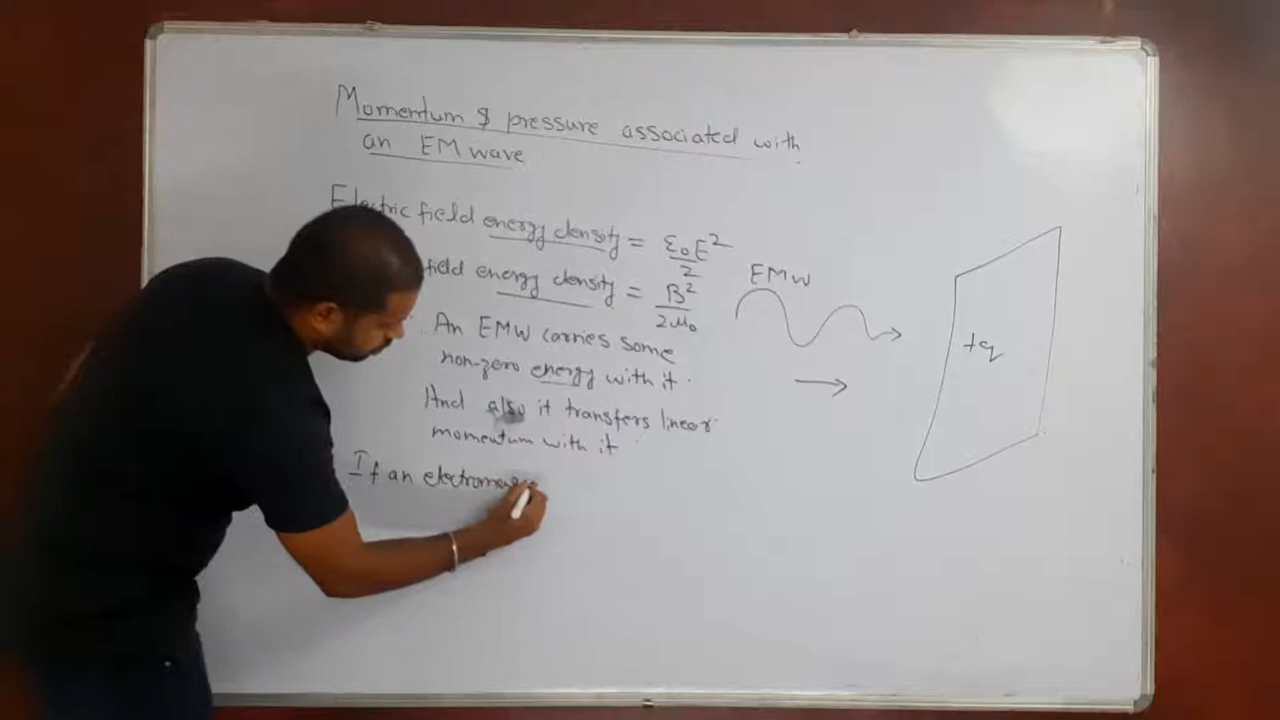 Momentum & pressure associated with
an EM wave
Electric field energy density = ε₀E²/2
field energy density = B²/2μ₀
EMW
An EMW carries some
non-zero energy with it.
And also it transfers linear
momentum with it
+q
If an